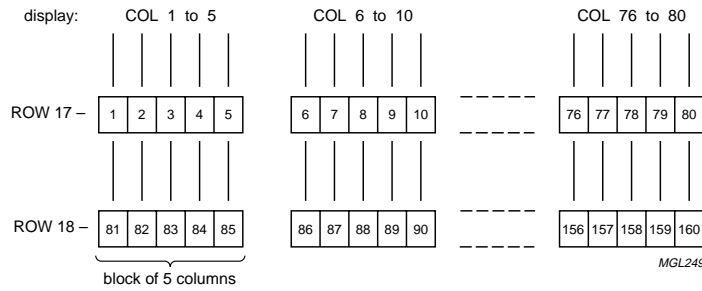 display: COL 1 to 5 COL 6 to 10 COL 76 to 80
ROW 17 – 1 2 3 4 5 6 7 8 9 10 76 77 78 79 80
ROW 18 – 81 82 83 84 85 86 87 88 89 90 156 157 158 159 160
MGL249
block of 5 columns